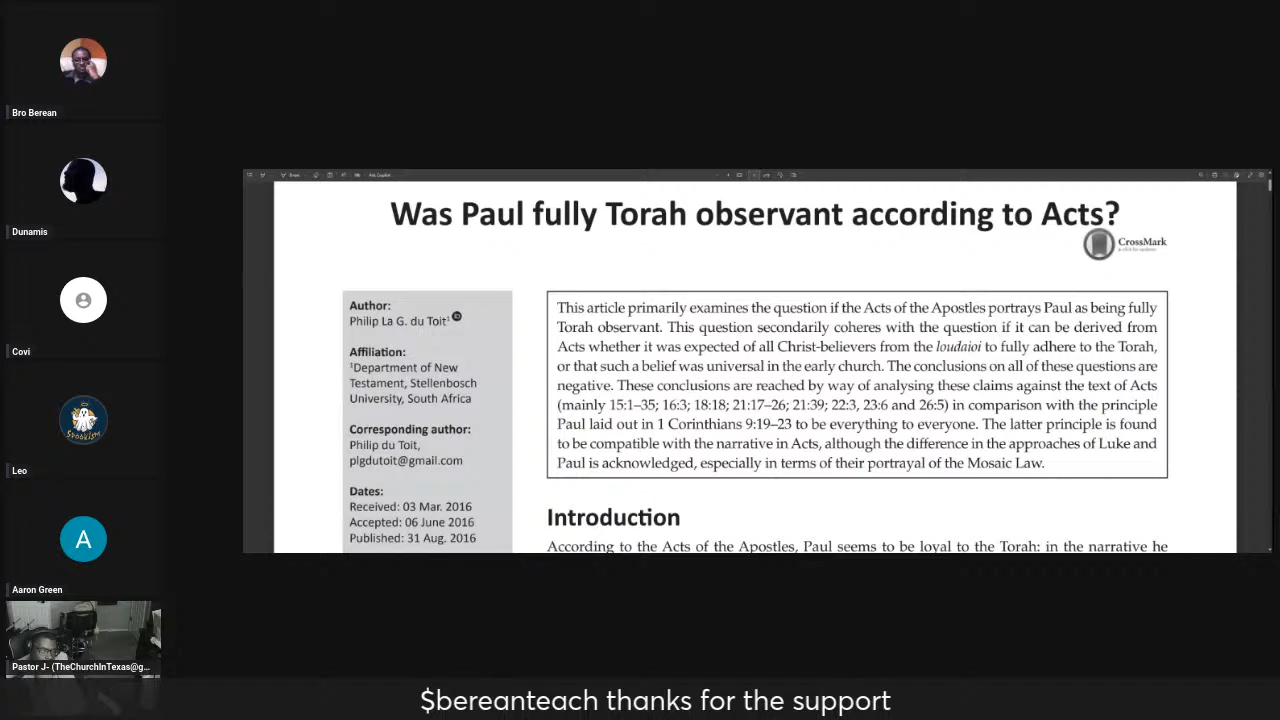 Bro Berean
Dunamis
Covi
SPOOKISM
Leo
A
Aaron Green
Pastor J- (TheChurchInTexas@g...
Was Paul fully Torah observant according to Acts?
CrossMark
Author:
Philip La G. du Toit¹
Affiliation:
¹Department of New
Testament, Stellenbosch
University, South Africa
Corresponding author:
Philip du Toit,
plgdutoit@gmail.com
Dates:
Received: 03 Mar. 2016
Accepted: 06 June 2016
Published: 31 Aug. 2016
This article primarily examines the question if the Acts of the Apostles portrays Paul as being fully
Torah observant. This question secondarily coheres with the question if it can be derived from
Acts whether it was expected of all Christ-believers from the Ioudaioi to fully adhere to the Torah,
or that such a belief was universal in the early church. The conclusions on all of these questions are
negative. These conclusions are reached by way of analysing these claims against the text of Acts
(mainly 15:1–35; 16:3; 18:18; 21:17–26; 21:39; 22:3, 23:6 and 26:5) in comparison with the principle
Paul laid out in 1 Corinthians 9:19–23 to be everything to everyone. The latter principle is found
to be compatible with the narrative in Acts, although the difference in the approaches of Luke and
Paul is acknowledged, especially in terms of their portrayal of the Mosaic Law.
Introduction
According to the Acts of the Apostles, Paul seems to be loyal to the Torah: in the narrative he
$bereanteach thanks for the support